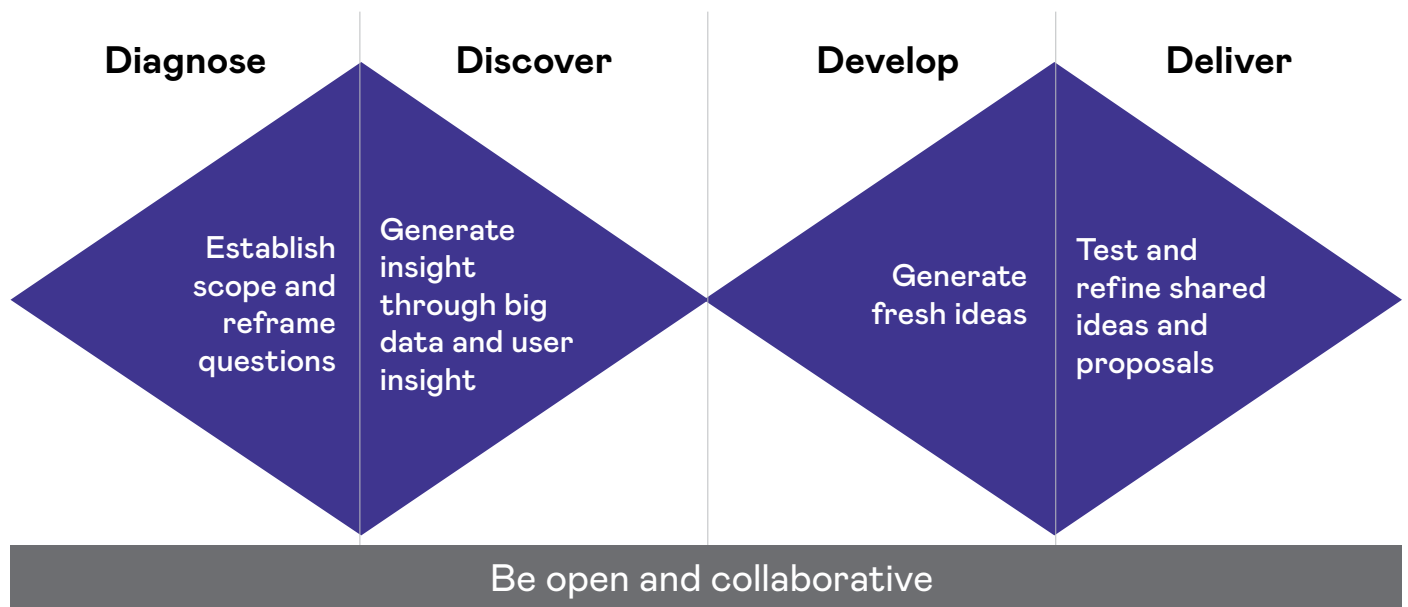 Diagnose
Discover
Develop
Deliver
Establish
scope and
reframe
questions
Generate
insight
through big
data and user
insight
Generate
fresh ideas
Test and
refine shared
ideas and
proposals
Be open and collaborative